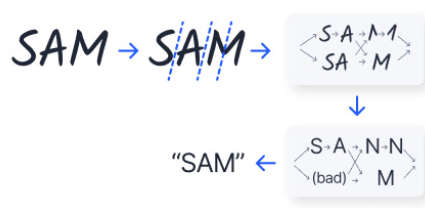 SAM → SAM → S→A
SA → M
S→A → N→N
“SAM” ← (bad) → M